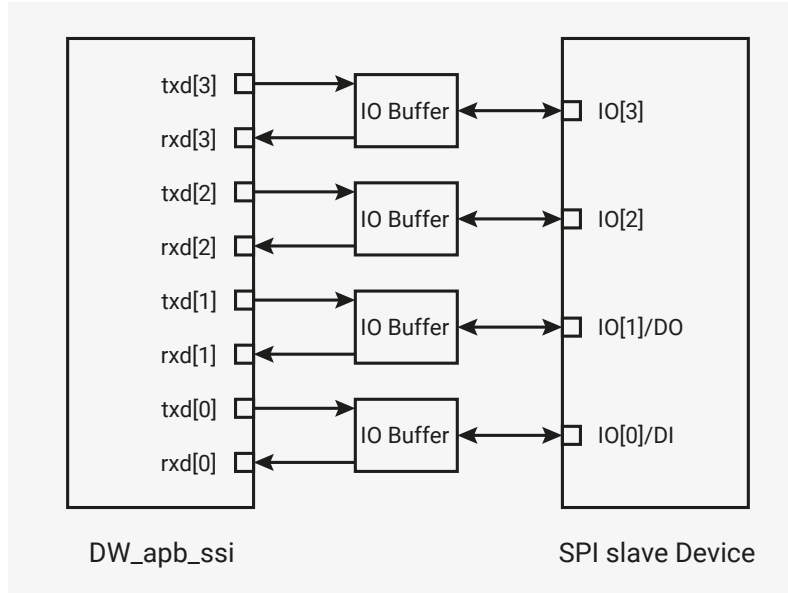 txd[3]
IO Buffer
IO[3]
rxd[3]
txd[2]
IO Buffer
IO[2]
rxd[2]
txd[1]
IO Buffer
IO[1]/DO
rxd[1]
txd[0]
IO Buffer
IO[0]/DI
rxd[0]
DW_apb_ssi
SPI slave Device